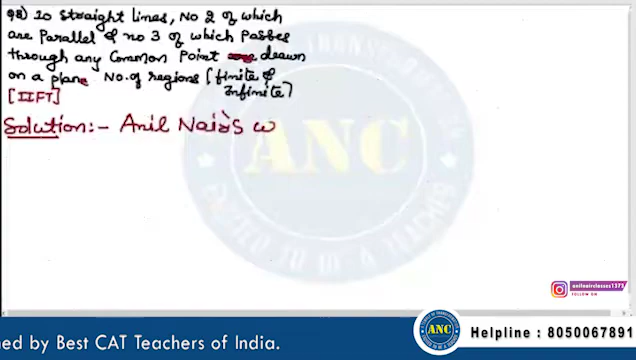 98) 10 Straight lines, No 2 of which
are Parallel & no 3 of which Passes
through any Common Point drawn
on a plane No. of regions (finite &
Infinite)
[IIFT]
Solution:- Anil Nair's w
ANC
anilnairclasses1373
FOLLOW ON
ned by Best CAT Teachers of India.
ANC
Helpline : 8050067891